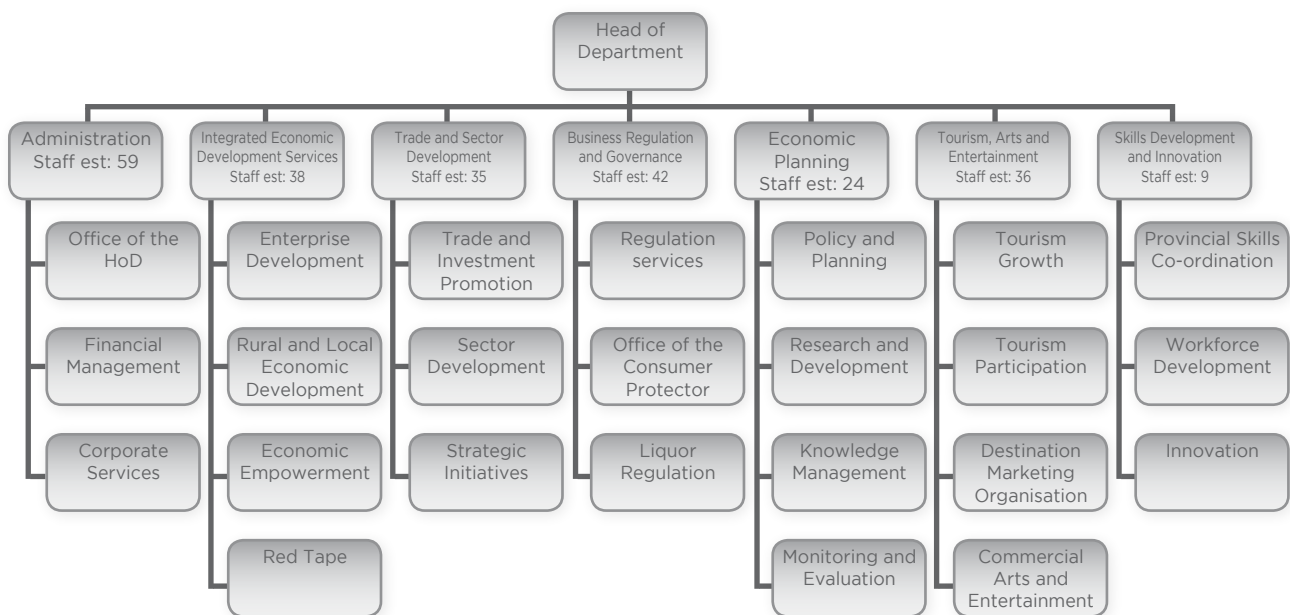 Head of
Department
Administration
Staff est: 59
Integrated Economic
Development Services
Staff est: 38
Trade and Sector
Development
Staff est: 35
Business Regulation
and Governance
Staff est: 42
Economic
Planning
Staff est: 24
Tourism, Arts and
Entertainment
Staff est: 36
Skills Development
and Innovation
Staff est: 9
Office of the
HoD
Financial
Management
Corporate
Services
Enterprise
Development
Rural and Local
Economic
Development
Economic
Empowerment
Red Tape
Trade and
Investment
Promotion
Sector
Development
Strategic
Initiatives
Regulation
services
Office of the
Consumer
Protector
Liquor
Regulation
Policy and
Planning
Research and
Development
Knowledge
Management
Monitoring and
Evaluation
Tourism
Growth
Tourism
Participation
Destination
Marketing
Organisation
Commercial
Arts and
Entertainment
Provincial Skills
Co-ordination
Workforce
Development
Innovation